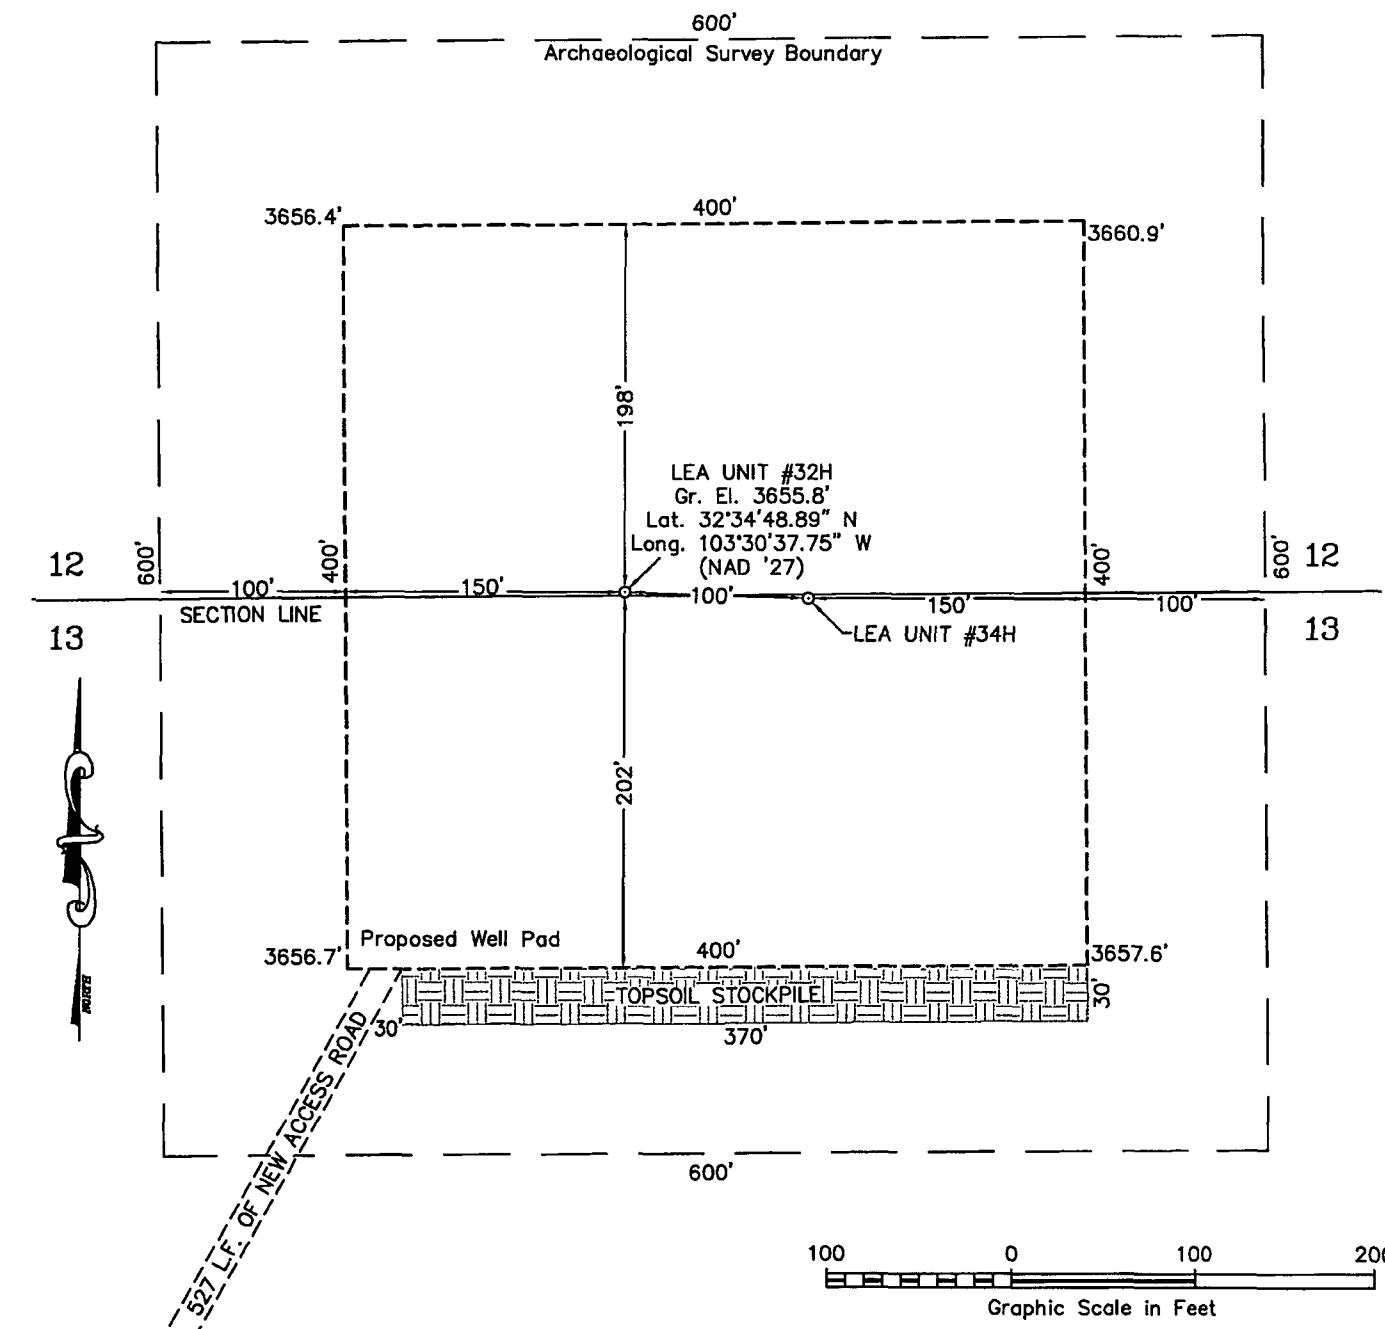 600'
Archaeological Survey Boundary
3656.4'
400'
3660.9'
198'
LEA UNIT #32H
Gr. El. 3655.8'
Lat. 32°34'48.89" N
Long. 103°30'37.75" W
(NAD '27)
12
600'
400'
400'
600'
12
100'
150'
100'
150'
100'
SECTION LINE
13
LEA UNIT #34H
13
202'
NORTH
Proposed Well Pad
3656.7'
400'
3657.6'
TOPSOIL STOCKPILE
30'
30'
370'
527 L.F. OF NEW ACCESS ROAD
600'
100 0 100 200
Graphic Scale in Feet